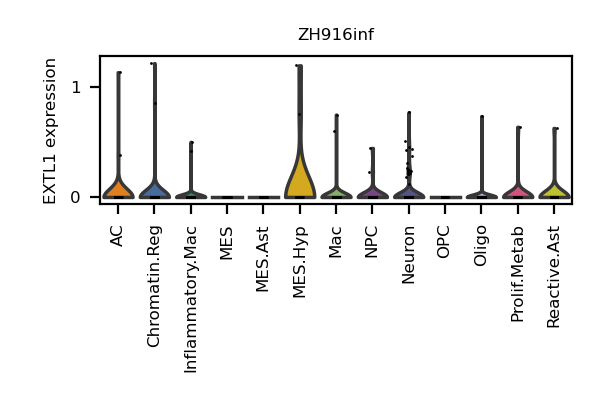 ZH916inf
EXTL1 expression
1
0
AC
Chromatin.Reg
Inflammatory.Mac
MES
MES.Ast
MES.Hyp
Mac
NPC
Neuron
OPC
Oligo
Prolif.Metab
Reactive.Ast